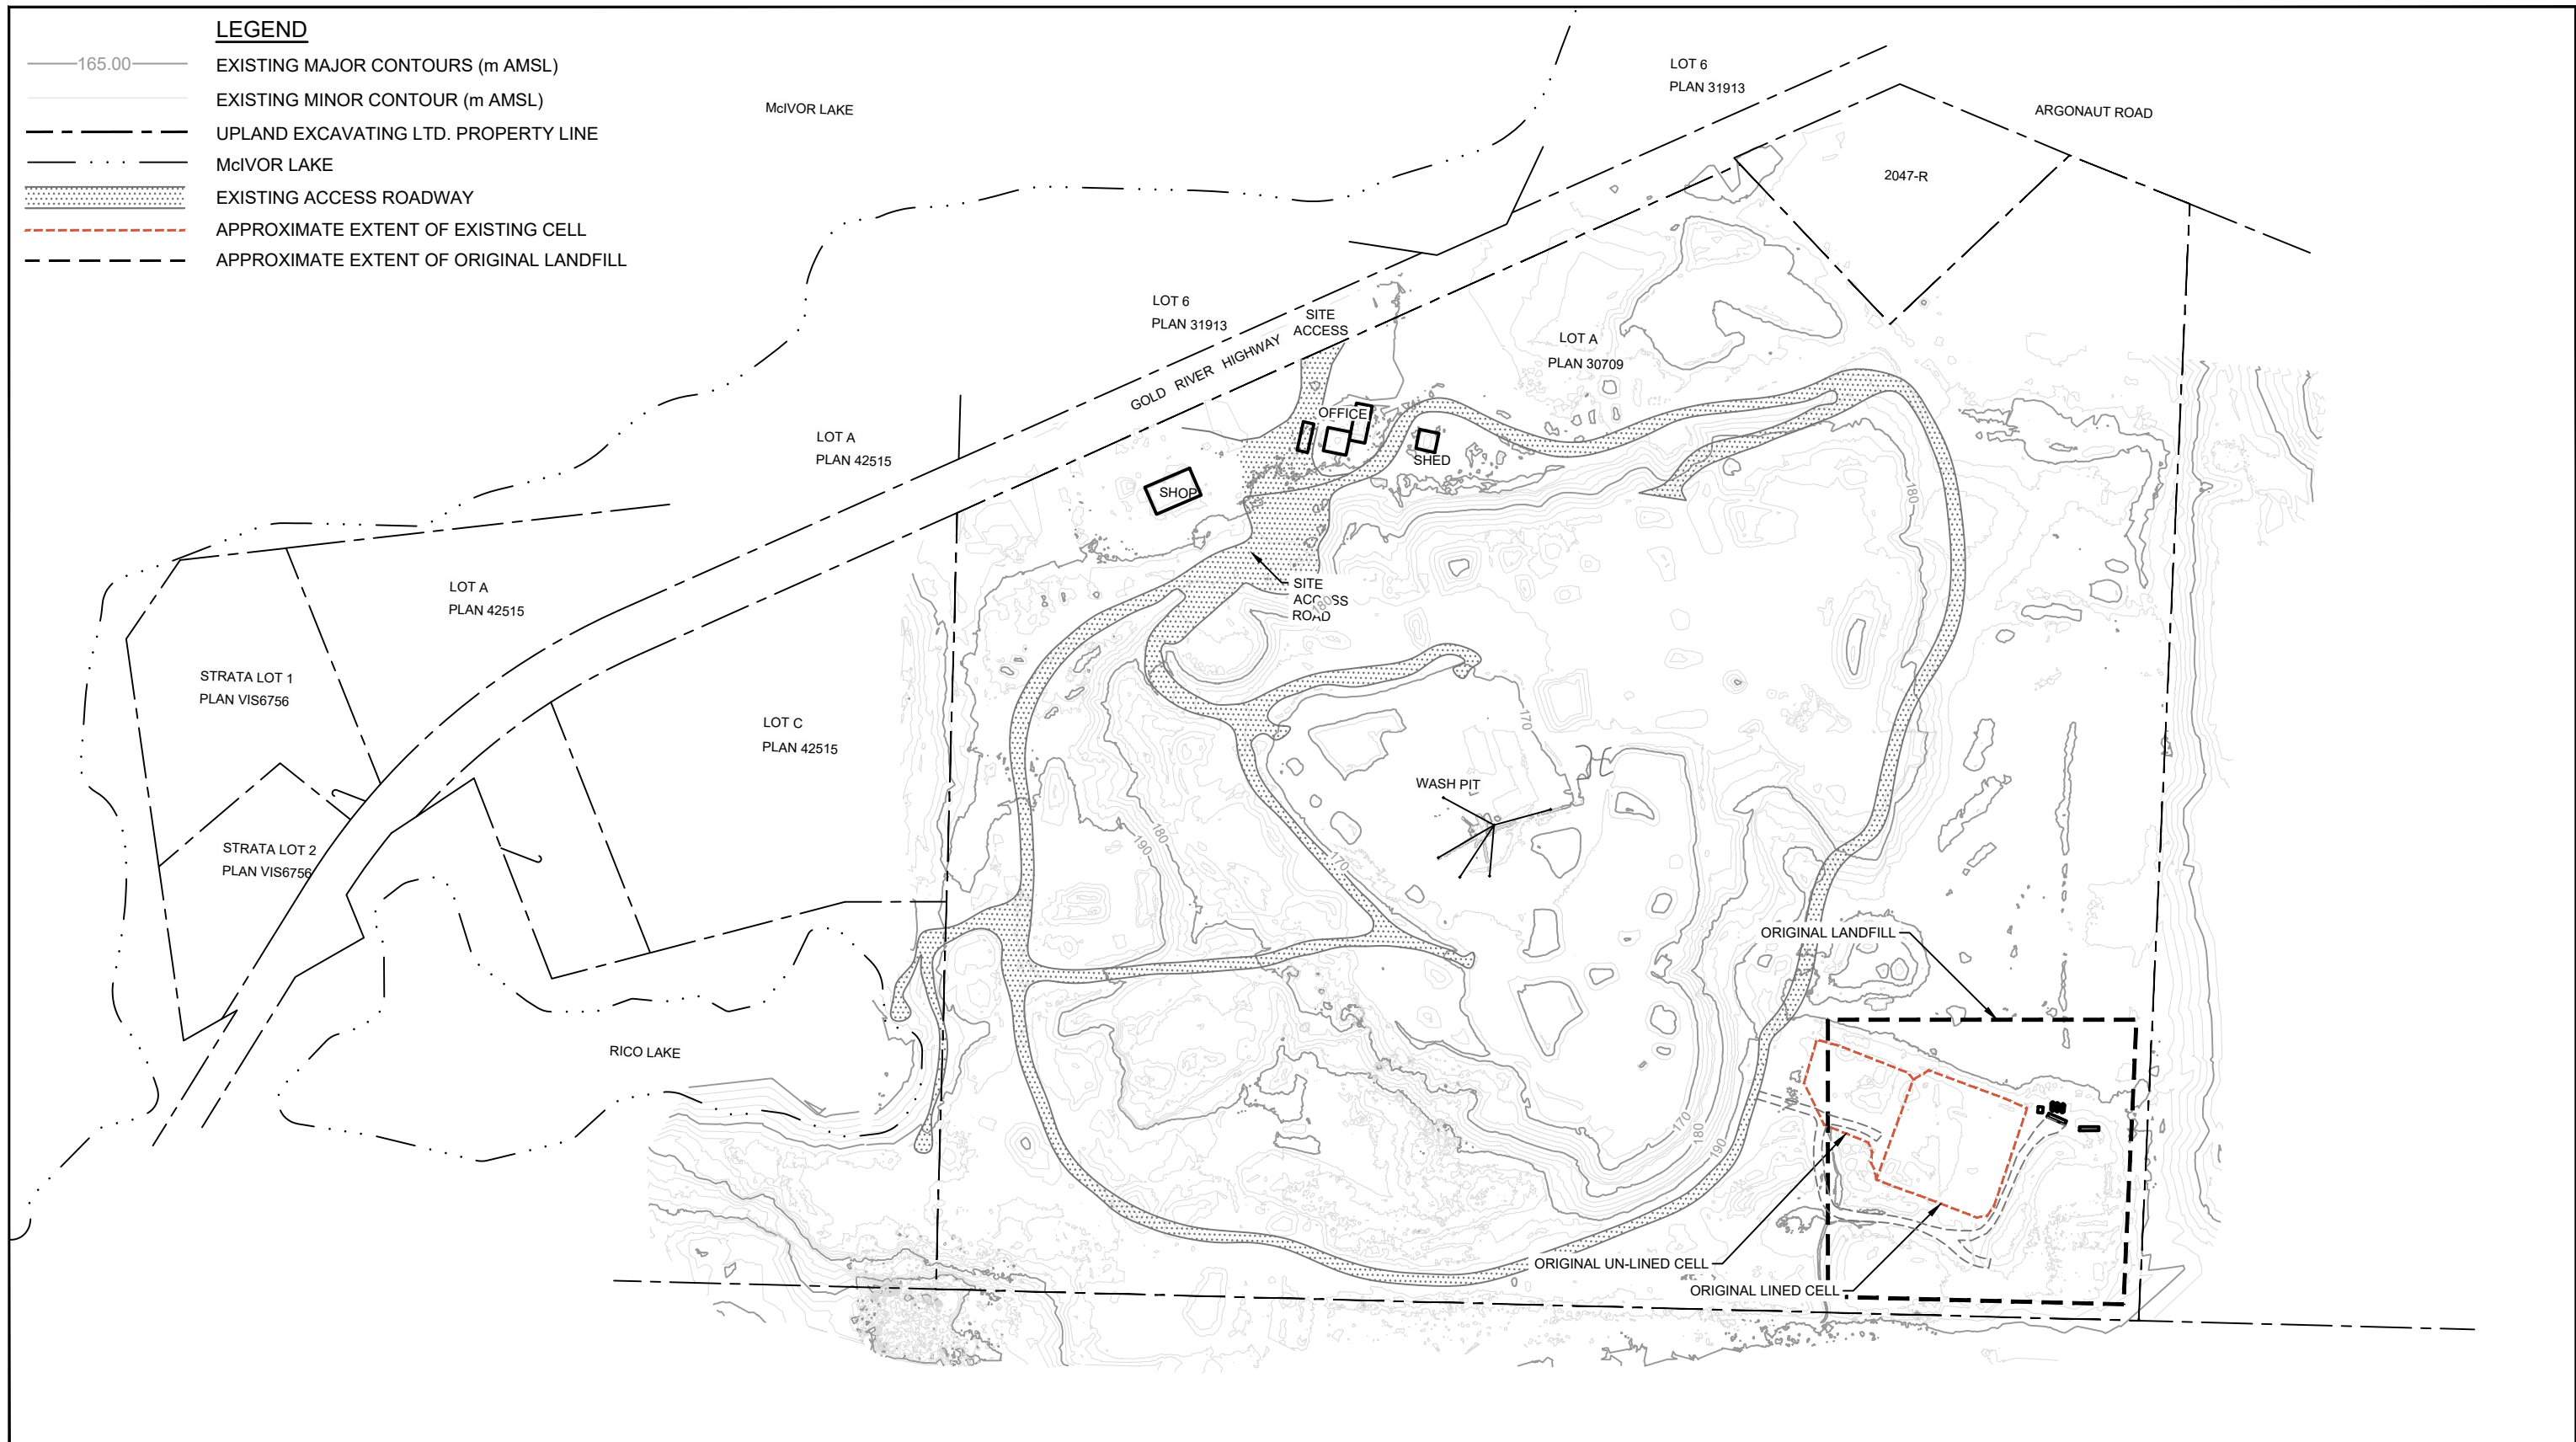 LEGEND
165.00
EXISTING MAJOR CONTOURS (m AMSL)
EXISTING MINOR CONTOUR (m AMSL)
UPLAND EXCAVATING LTD. PROPERTY LINE
McIVOR LAKE
EXISTING ACCESS ROADWAY
APPROXIMATE EXTENT OF EXISTING CELL
APPROXIMATE EXTENT OF ORIGINAL LANDFILL
McIVOR LAKE
LOT 6
PLAN 31913
ARGONAUT ROAD
2047-R
LOT 6
PLAN 31913
SITE
ACCESS
GOLD RIVER HIGHWAY
LOT A
PLAN 30709
OFFICE
SHED
SHOP
LOT A
PLAN 42515
180
SITE
ACCESS
ROAD
180
LOT A
PLAN 42515
STRATA LOT 1
PLAN VIS6756
LOT C
PLAN 42515
170
WASH PIT
180
190
170
STRATA LOT 2
PLAN VIS6756
ORIGINAL LANDFILL
RICO LAKE
170
180
190
ORIGINAL UN-LINED CELL
ORIGINAL LINED CELL